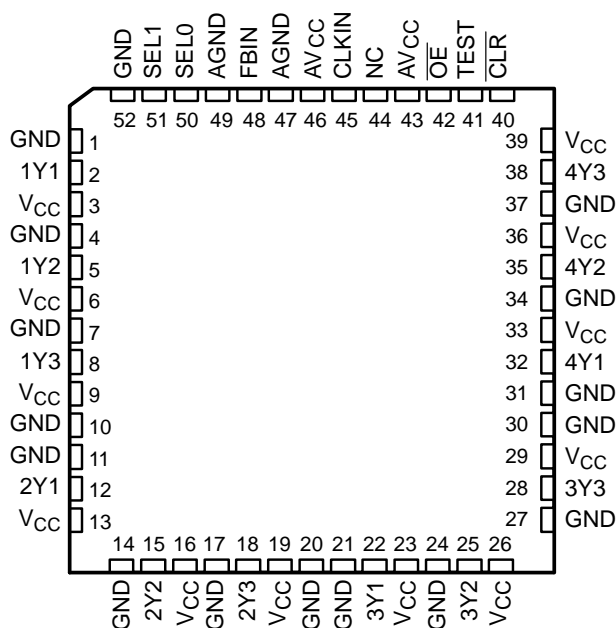 GND SEL1 SEL0 AGND FBIN AGND AVCC CLKIN NC AVCC OE TEST CLR
52 51 50 49 48 47 46 45 44 43 42 41 40
GND 1 39 VCC
1Y1 2 38 4Y3
VCC 3 37 GND
GND 4 36 VCC
1Y2 5 35 4Y2
VCC 6 34 GND
GND 7 33 VCC
1Y3 8 32 4Y1
VCC 9 31 GND
GND 10 30 GND
GND 11 29 VCC
2Y1 12 28 3Y3
VCC 13 27 GND
14 15 16 17 18 19 20 21 22 23 24 25 26
GND 2Y2 VCC GND 2Y3 VCC GND GND 3Y1 VCC GND 3Y2 VCC